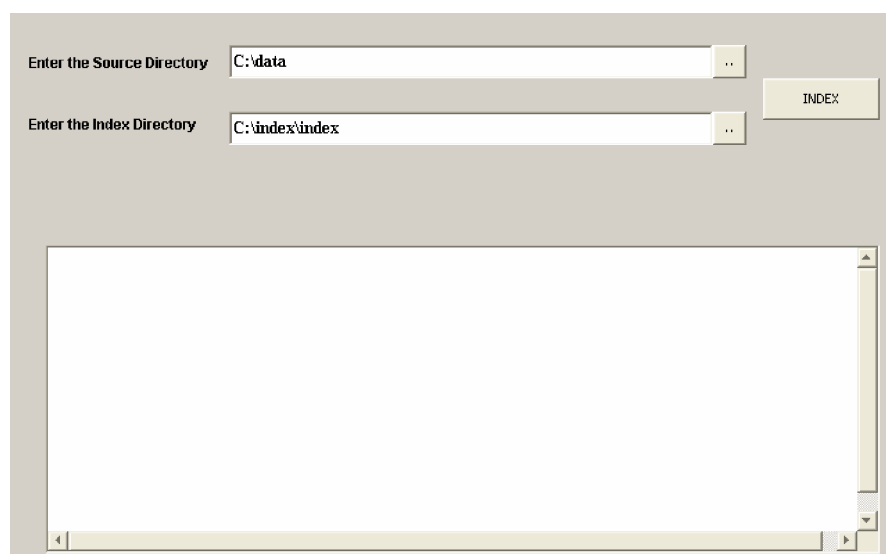 Enter the Source Directory C:\data ..
INDEX
Enter the Index Directory C:\index\index ..